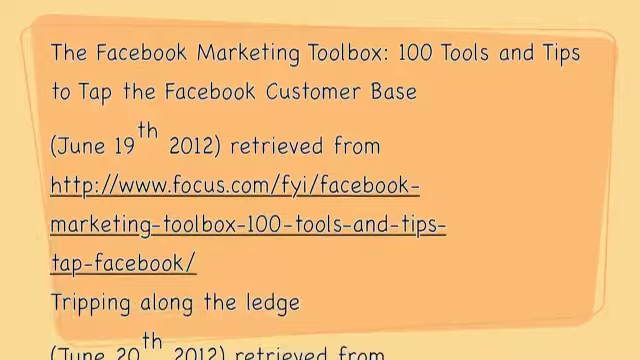 The Facebook Marketing Toolbox: 100 Tools and Tips
to Tap the Facebook Customer Base
(June 19th 2012) retrieved from
http://www.focus.com/fyi/facebook-
marketing-toolbox-100-tools-and-tips-
tap-facebook/
Tripping along the ledge
(June 20th 2012) retrieved from